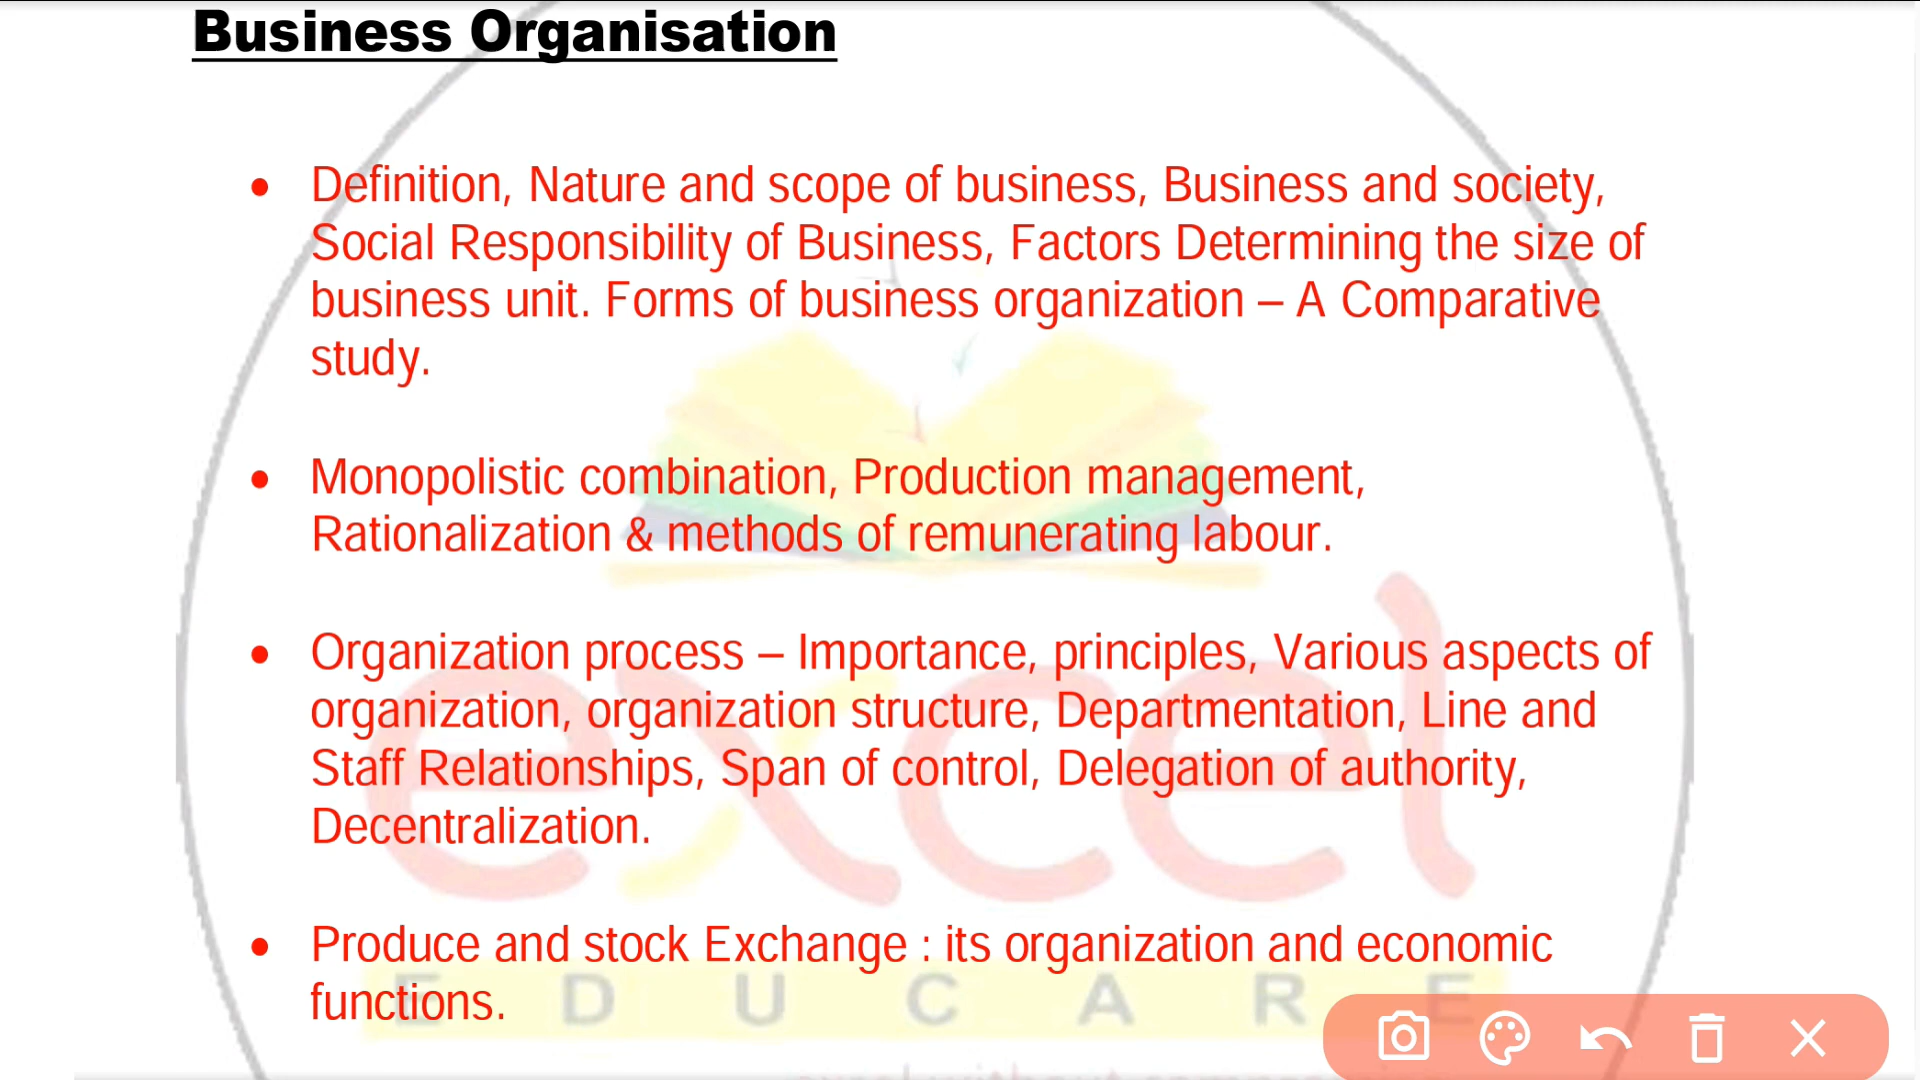 Business Organisation
• Definition, Nature and scope of business, Business and society,
Social Responsibility of Business, Factors Determining the size of
business unit. Forms of business organization – A Comparative
study.
• Monopolistic combination, Production management,
Rationalization & methods of remunerating labour.
• Organization process – Importance, principles, Various aspects of
organization, organization structure, Departmentation, Line and
Staff Relationships, Span of control, Delegation of authority,
Decentralization.
• Produce and stock Exchange : its organization and economic
functions.
excel
EDUCARE